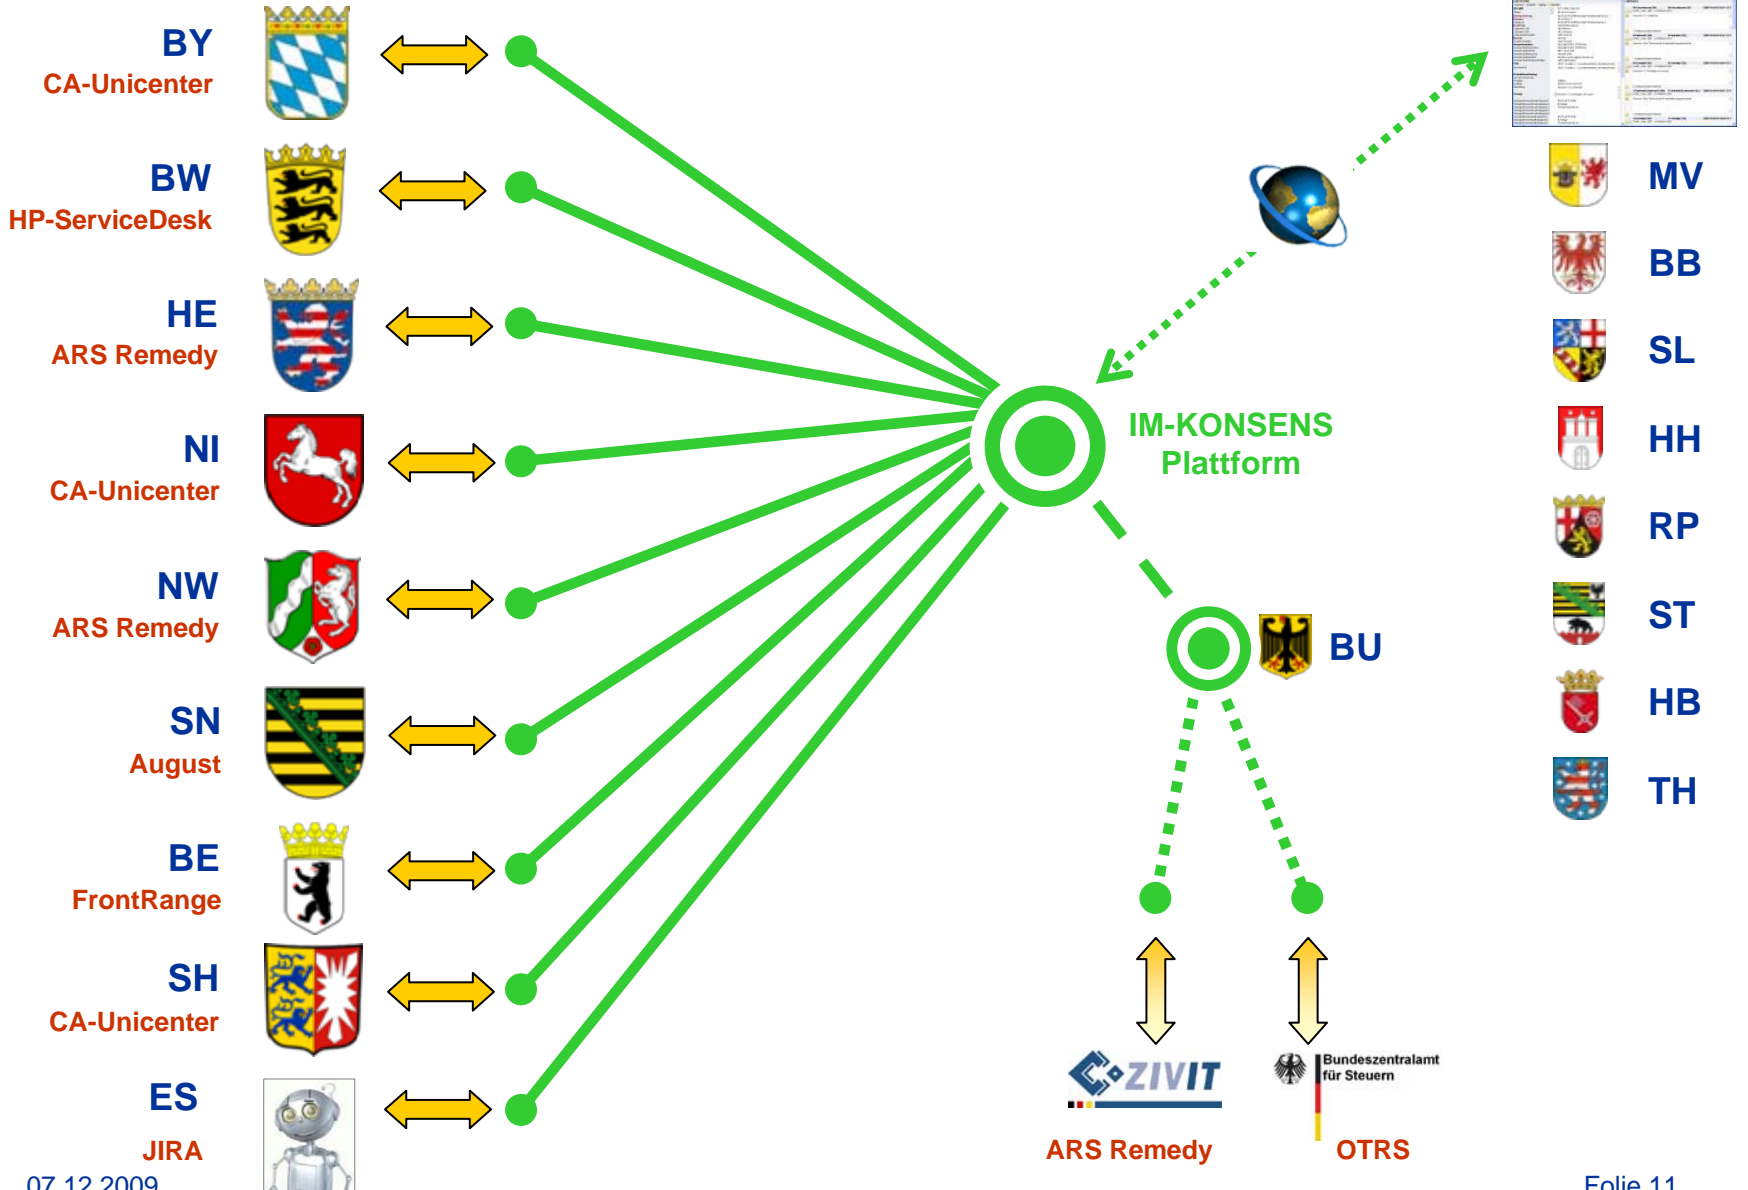 BY
CA-Unicenter
BW
HP-ServiceDesk
HE
ARS Remedy
NI
CA-Unicenter
NW
ARS Remedy
SN
August
BE
FrontRange
SH
CA-Unicenter
ES
JIRA
07.12.2009
IM-KONSENS
Plattform
BU
ZIVIT
ARS Remedy
Bundeszentralamt
für Steuern
OTRS
MV
BB
SL
HH
RP
ST
HB
TH
Folie 11